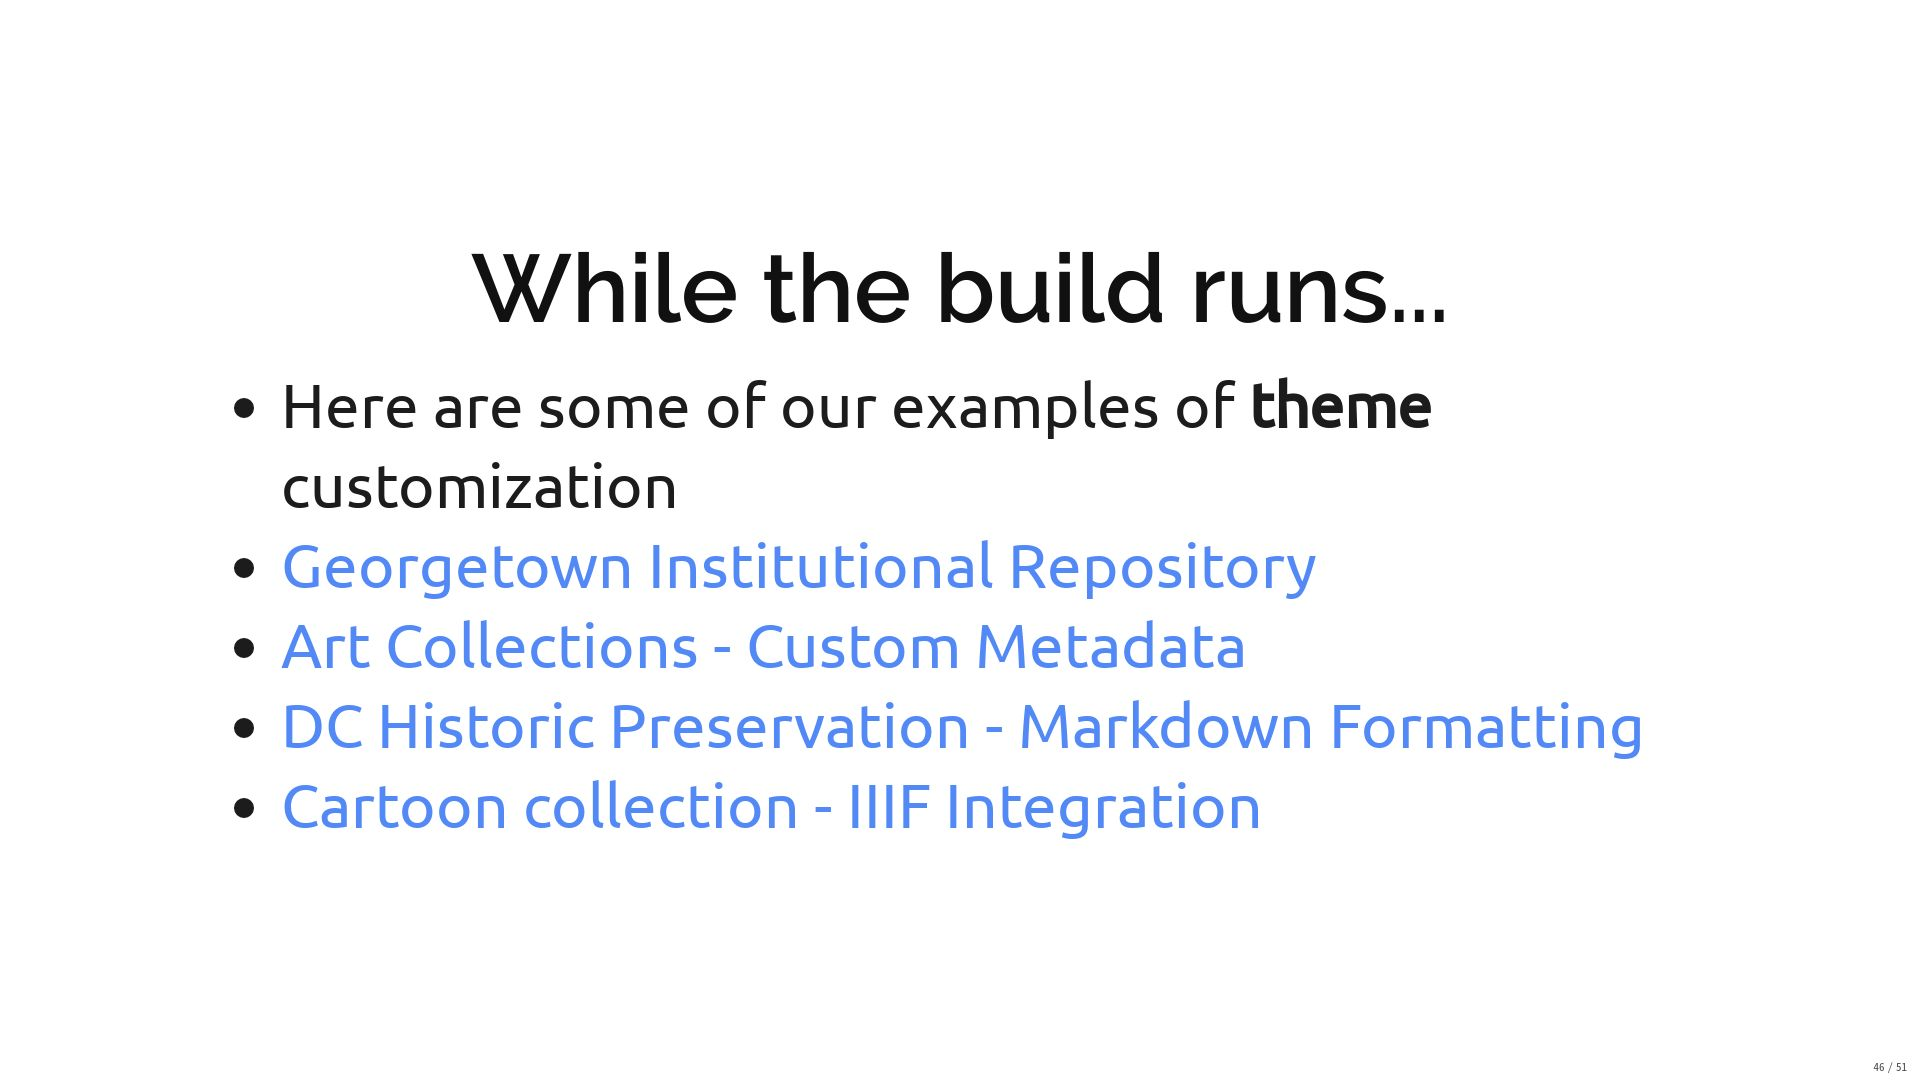 While the build runs...
• Here are some of our examples of theme
customization
• Georgetown Institutional Repository
• Art Collections - Custom Metadata
• DC Historic Preservation - Markdown Formatting
• Cartoon collection - IIIF Integration
46 / 51